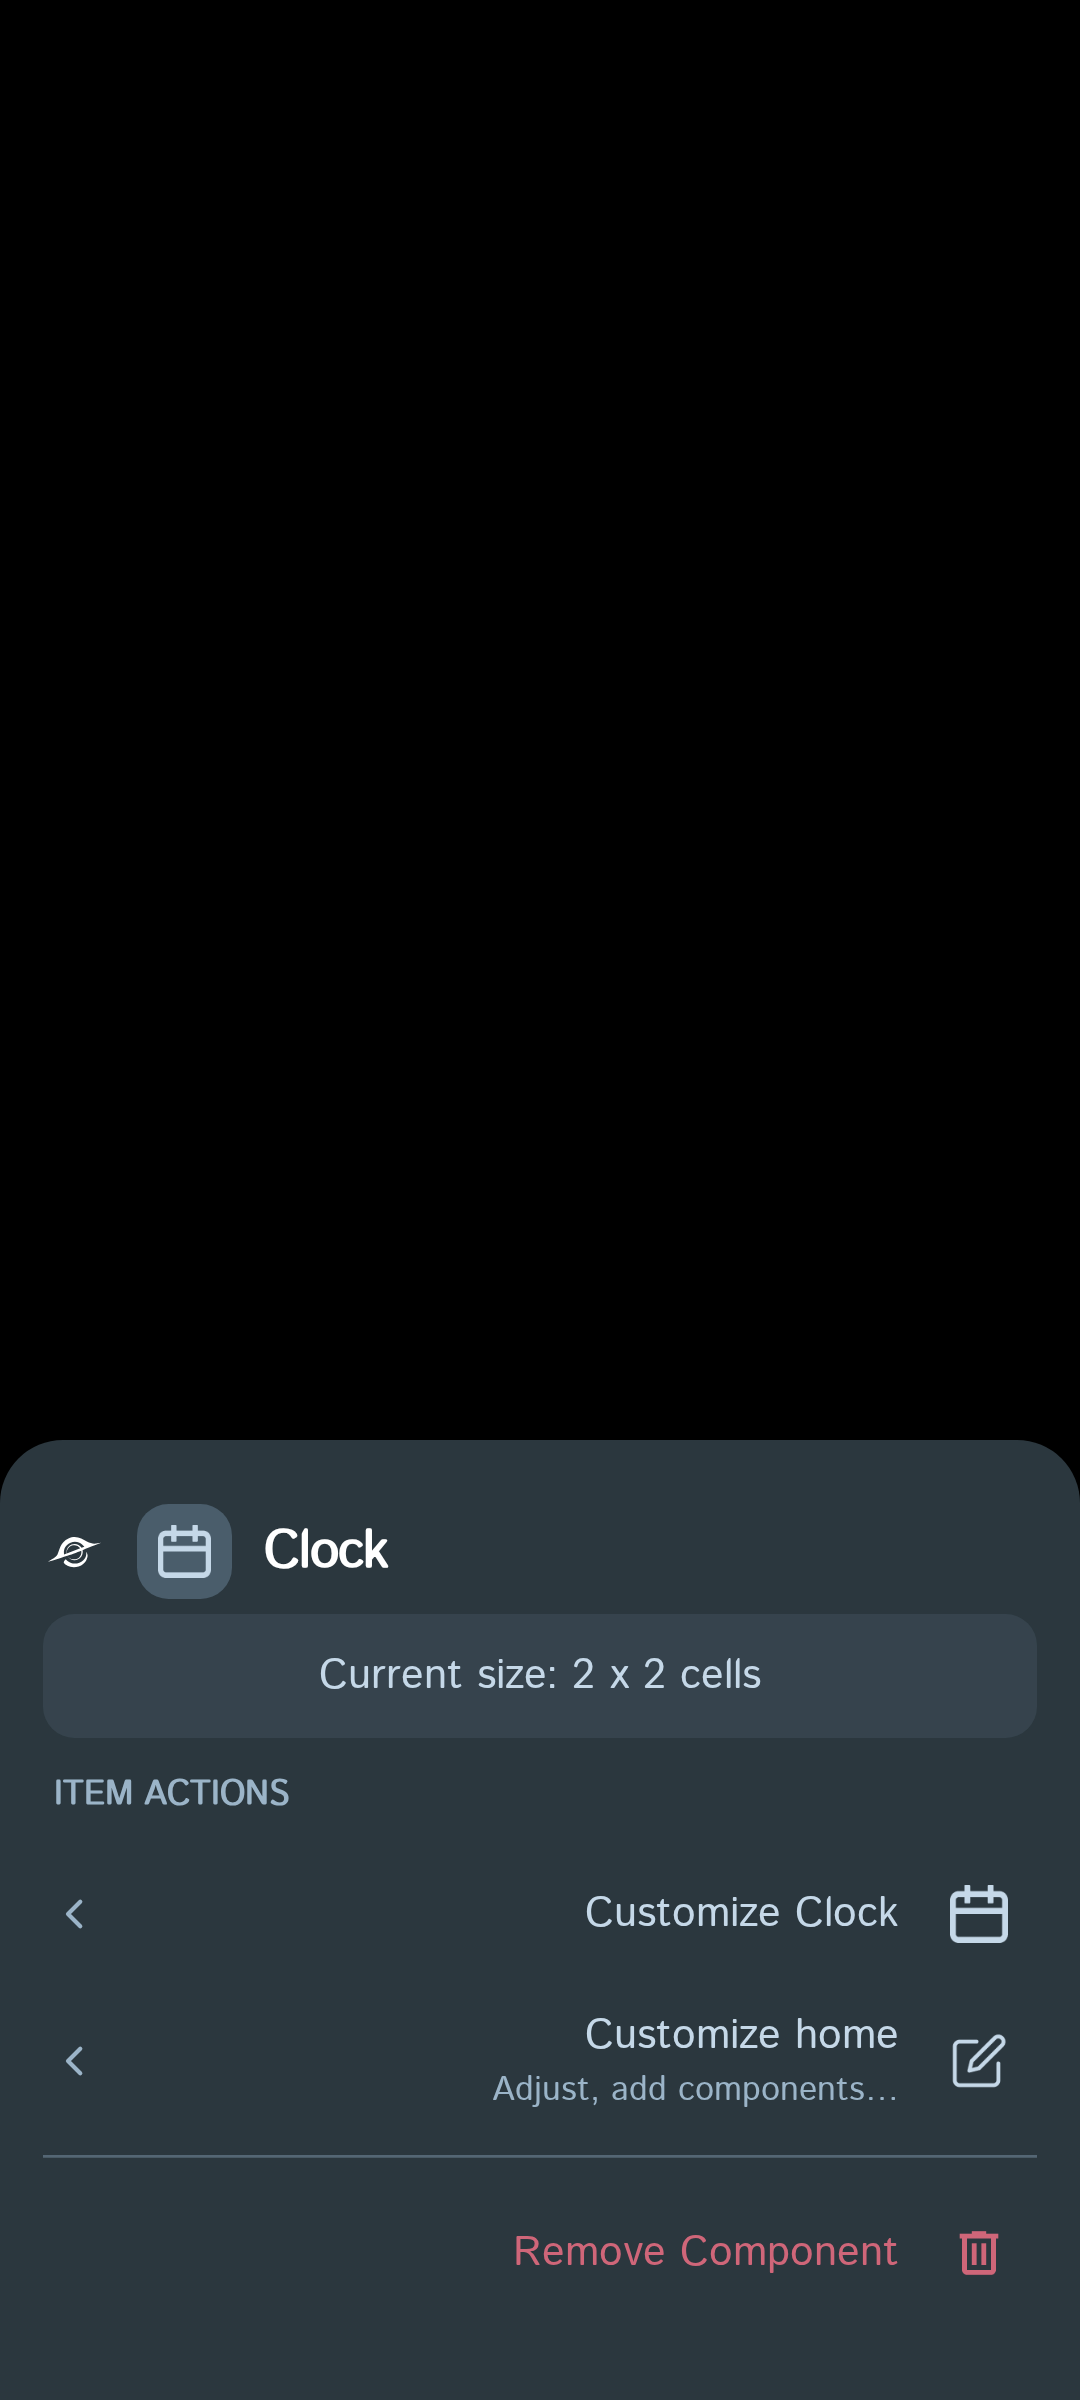 Clock
Current size: 2 x 2 cells
ITEM ACTIONS
Customize Clock
Customize home
Adjust, add components...
Remove Component